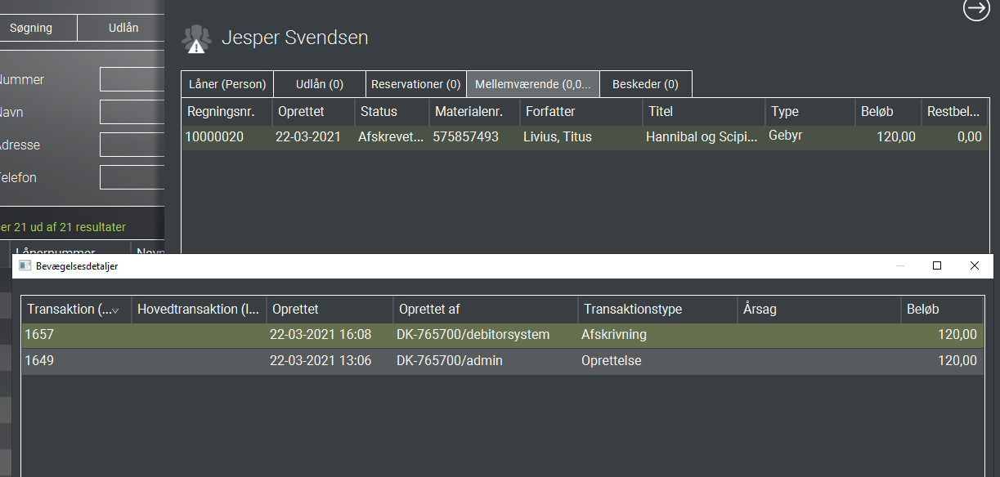 Søgning Udlån
Jesper Svendsen
Nummer
Navn
Adresse
Telefon
er 21 ud af 21 resultater
Lånernummer Navn
Låner (Person) Udlån (0) Reservationer (0) Mellemværende (0,0... Beskeder (0)
Regningsnr. Oprettet Status Materialenr. Forfatter Titel Type Beløb Restbel...
10000020 22-03-2021 Afskrevet... 575857493 Livius, Titus Hannibal og Scipi... Gebyr 120,00 0,00
Bevægelsesdetaljer
Transaktion (... Hovedtransaktion (I... Oprettet Oprettet af Transaktionstype Årsag Beløb
1657 22-03-2021 16:08 DK-765700/debitorsystem Afskrivning 120,00
1649 22-03-2021 13:06 DK-765700/admin Oprettelse 120,00